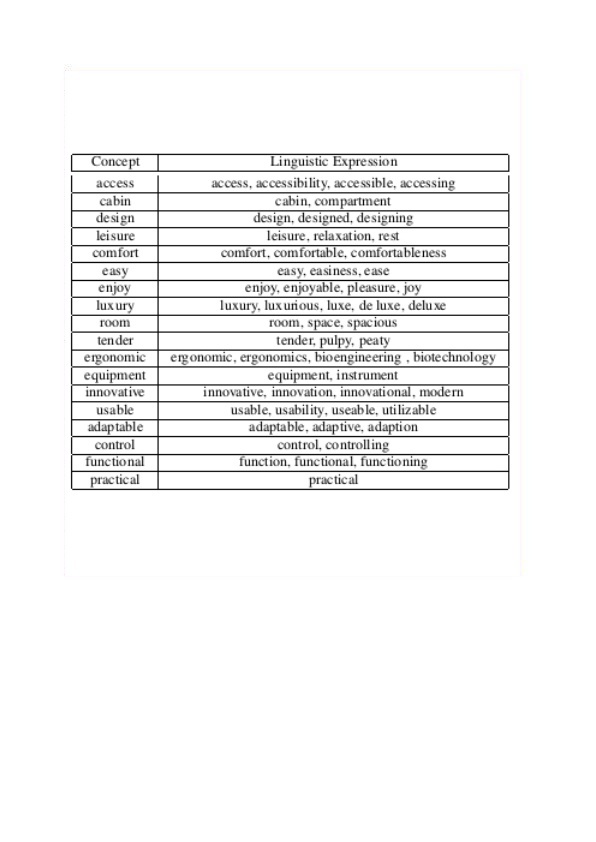 Concept Linguistic Expression
access access, accessibility, accessible, accessing
cabin cabin, compartment
design design, designed, designing
leisure leisure, relaxation, rest
comfort comfort, comfortable, comfortableness
easy easy, easiness, ease
enjoy enjoy, enjoyable, pleasure, joy
luxury luxury, luxurious, luxe, de luxe, deluxe
room room, space, spacious
tender tender, pulpy, peaty
ergonomic ergonomic, ergonomics, bioengineering , biotechnology
equipment equipment, instrument
innovative innovative, innovation, innovational, modern
usable usable, usability, useable, utilizable
adaptable adaptable, adaptive, adaption
control control, controlling
functional function, functional, functioning
practical practical